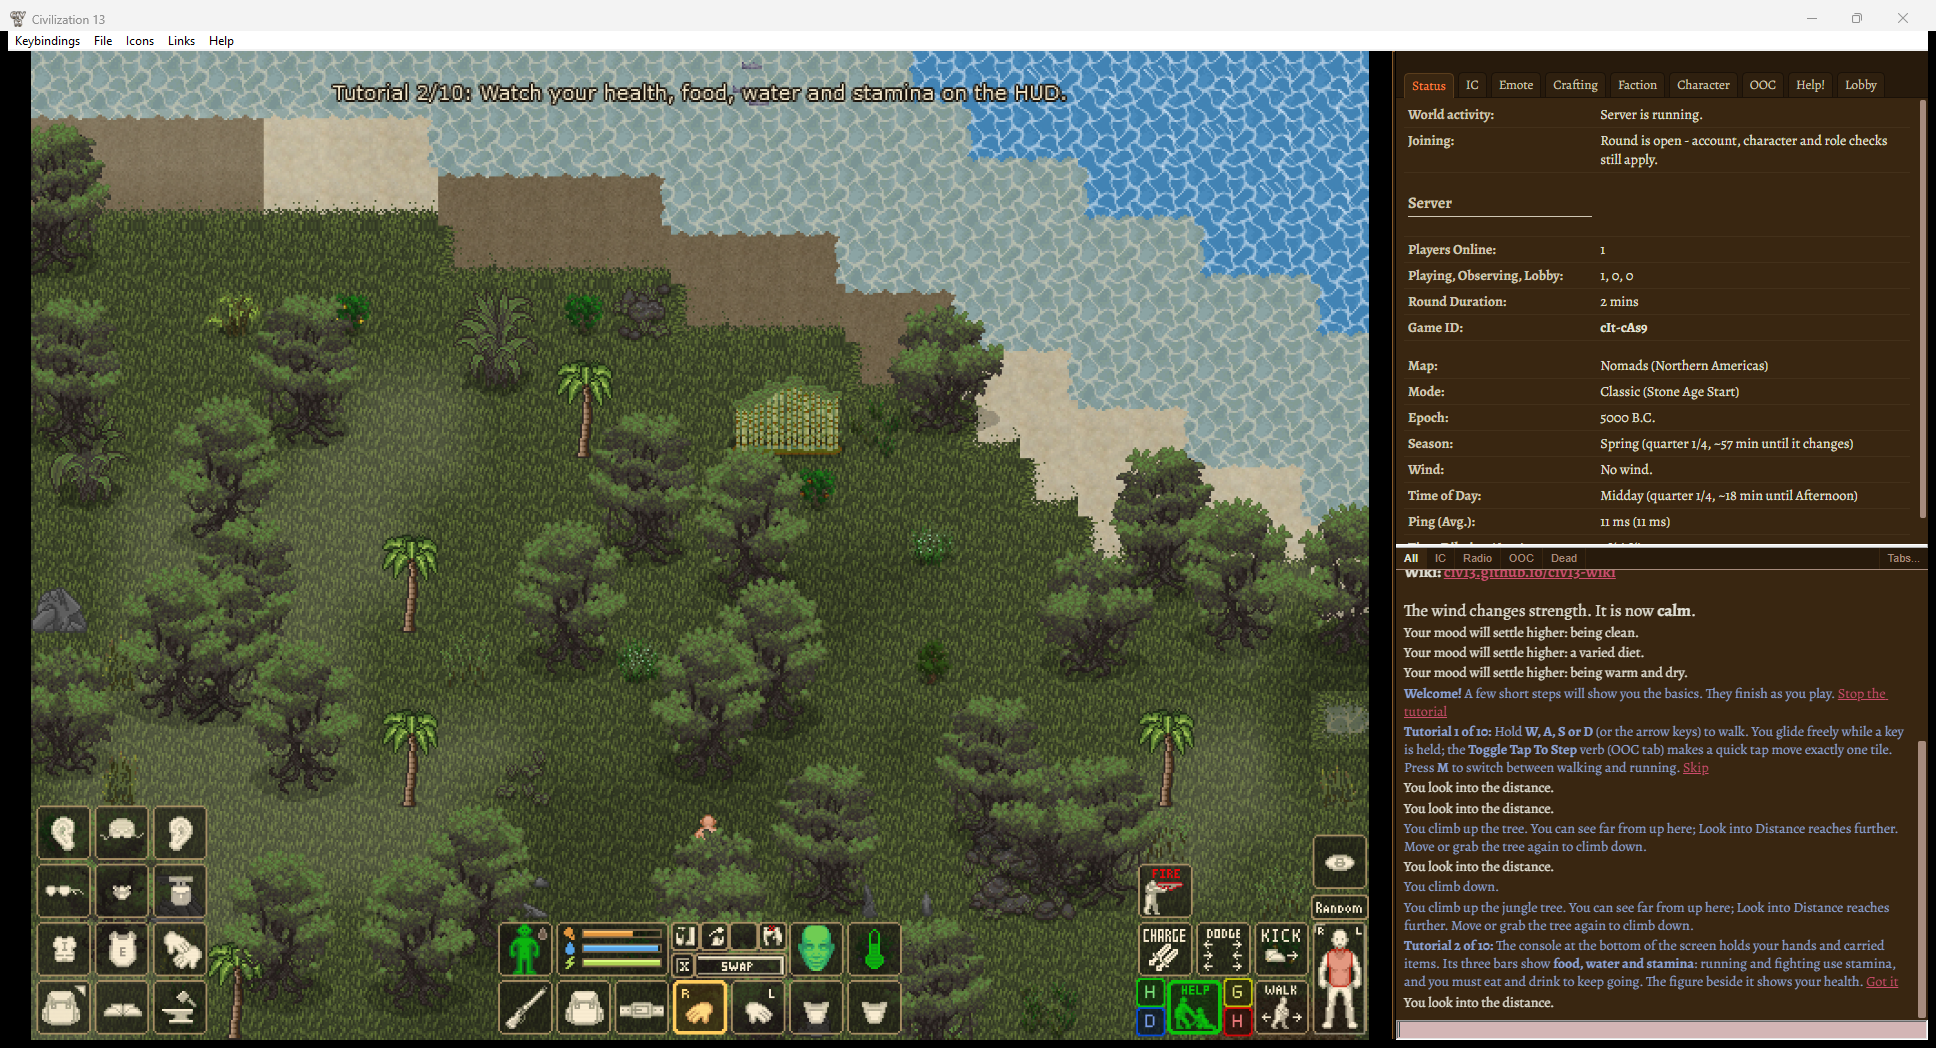 Civilization 13
Keybindings File Icons Links Help
Tutorial 2/10: Watch your health, food, water and stamina on the HUD.
Status IC Emote Crafting Faction Character OOC Help! Lobby
World activity: Server is running.
Joining: Round is open - account, character and role checks
still apply.
Server
Players Online: 1
Playing, Observing, Lobby: 1, 0, 0
Round Duration: 2 mins
Game ID: cIt-cAs9
Map: Nomads (Northern Americas)
Mode: Classic (Stone Age Start)
Epoch: 5000 B.C.
Season: Spring (quarter 1/4, ~57 min until it changes)
Wind: No wind.
Time of Day: Midday (quarter 1/4, ~18 min until Afternoon)
Ping (Avg.): 11 ms (11 ms)
All IC Radio OOC Dead Tabs...
Wiki: civ13.github.io/civ13-wiki
The wind changes strength. It is now calm.
Your mood will settle higher: being clean.
Your mood will settle higher: a varied diet.
Your mood will settle higher: being warm and dry.
Welcome! A few short steps will show you the basics. They finish as you play. Stop the
tutorial
Tutorial 1 of 10: Hold W, A, S or D (or the arrow keys) to walk. You glide freely while a key
is held; the Toggle Tap To Step verb (OOC tab) makes a quick tap move exactly one tile.
Press M to switch between walking and running. Skip
You look into the distance.
You look into the distance.
You climb up the tree. You can see far from up here; Look into Distance reaches further.
Move or grab the tree again to climb down.
You look into the distance.
You climb down.
You climb up the jungle tree. You can see far from up here; Look into Distance reaches
further. Move or grab the tree again to climb down.
Tutorial 2 of 10: The console at the bottom of the screen holds your hands and carried
items. Its three bars show food, water and stamina: running and fighting use stamina,
and you must eat and drink to keep going. The figure beside it shows your health. Got it
You look into the distance.
FIRE
B
Random
CHARGE DODGE KICK R L
I E
X SWAP
R L
H HELP G WALK
D H